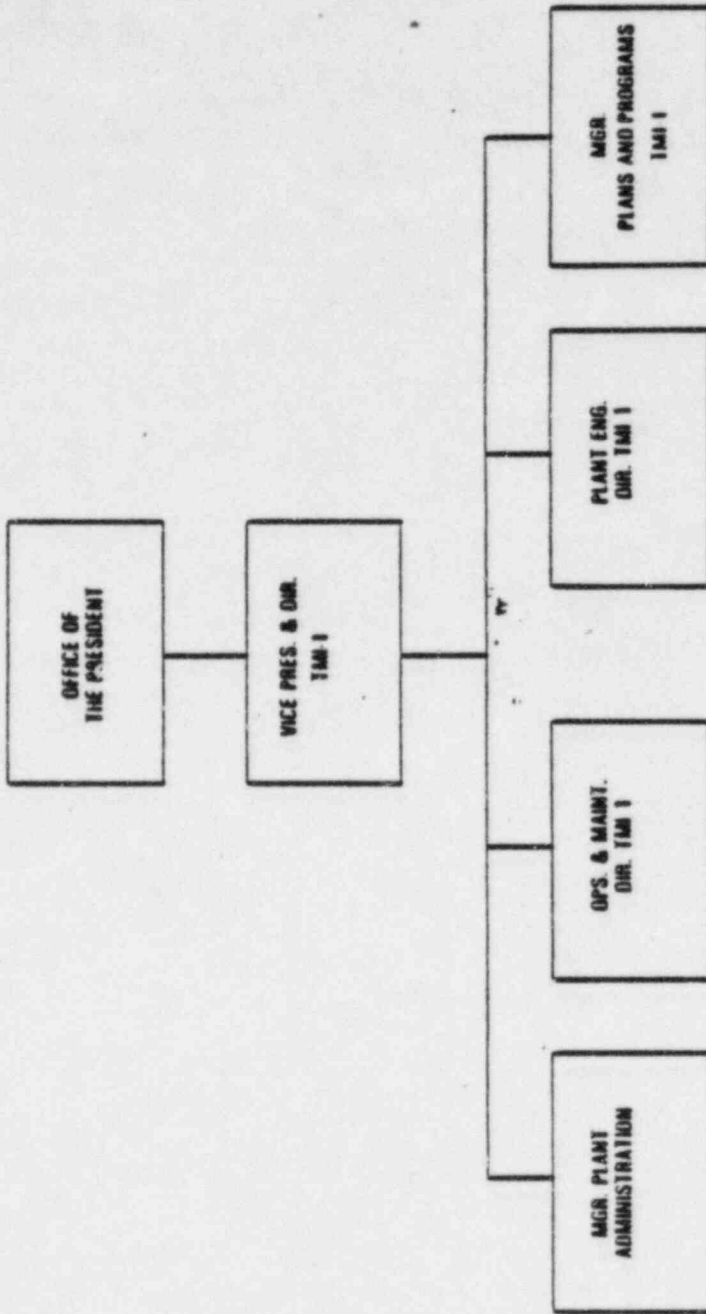 OFFICE OF
THE PRESIDENT
VICE PRES. & DIR.
TMI-1
MGR. PLANT
ADMINISTRATION
OPS. & MAINT.
DIR. TMI 1
PLANT ENG.
DIR. TMI 1
MGR.
PLANS AND PROGRAMS
TMI 1